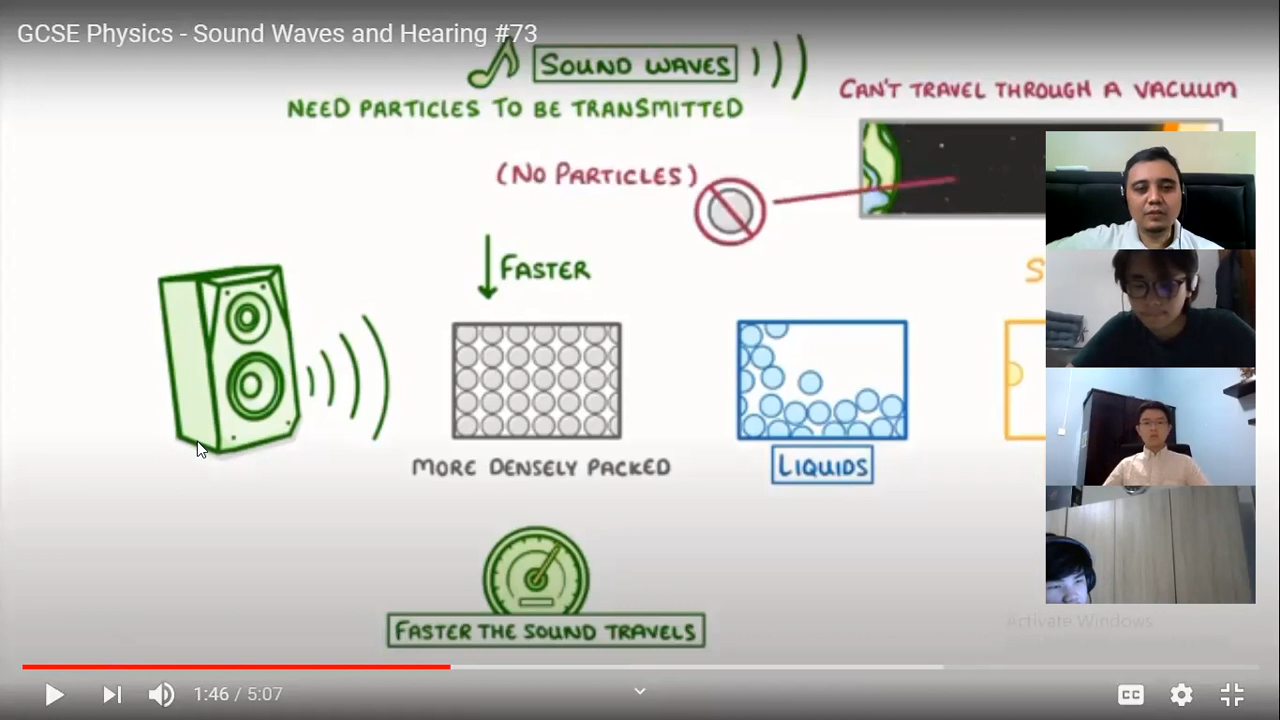 GCSE Physics - Sound Waves and Hearing #73
SOUND WAVES
NEED PARTICLES TO BE TRANSMITTED
CAN'T TRAVEL THROUGH A VACUUM
(NO PARTICLES)
FASTER
S
MORE DENSELY PACKED
LIQUIDS
FASTER THE SOUND TRAVELS
Activate Windows
1:46 / 5:07
CC